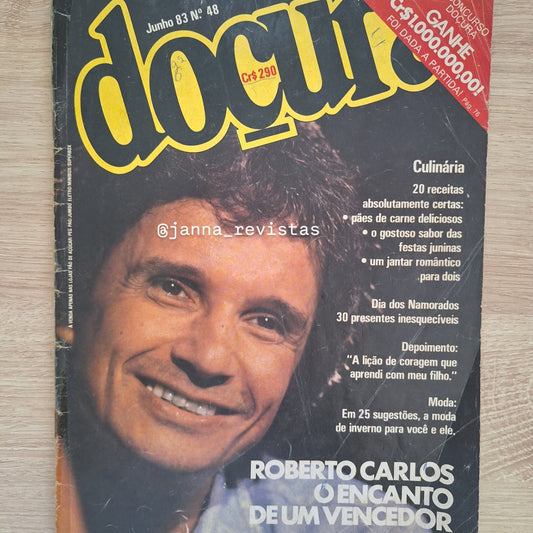 Junho 83 N.º 48
doçura
Cr$ 290
CONCURSO
DOÇURA
GANHE
Cr$1.000.000,00!
FOI DADA A PARTIDA!
Pág. 78
@janna_revistas
Culinária
20 receitas
absolutamente certas:
• pães de carne deliciosos
• o gostoso sabor das
festas juninas
• um jantar romântico
para dois
Dia dos Namorados
30 presentes inesquecíveis
Depoimento:
"A lição de coragem que
aprendi com meu filho."
Moda:
Em 25 sugestões, a moda
de inverno para você e ele.
ROBERTO CARLOS
O ENCANTO
DE UM VENCEDOR